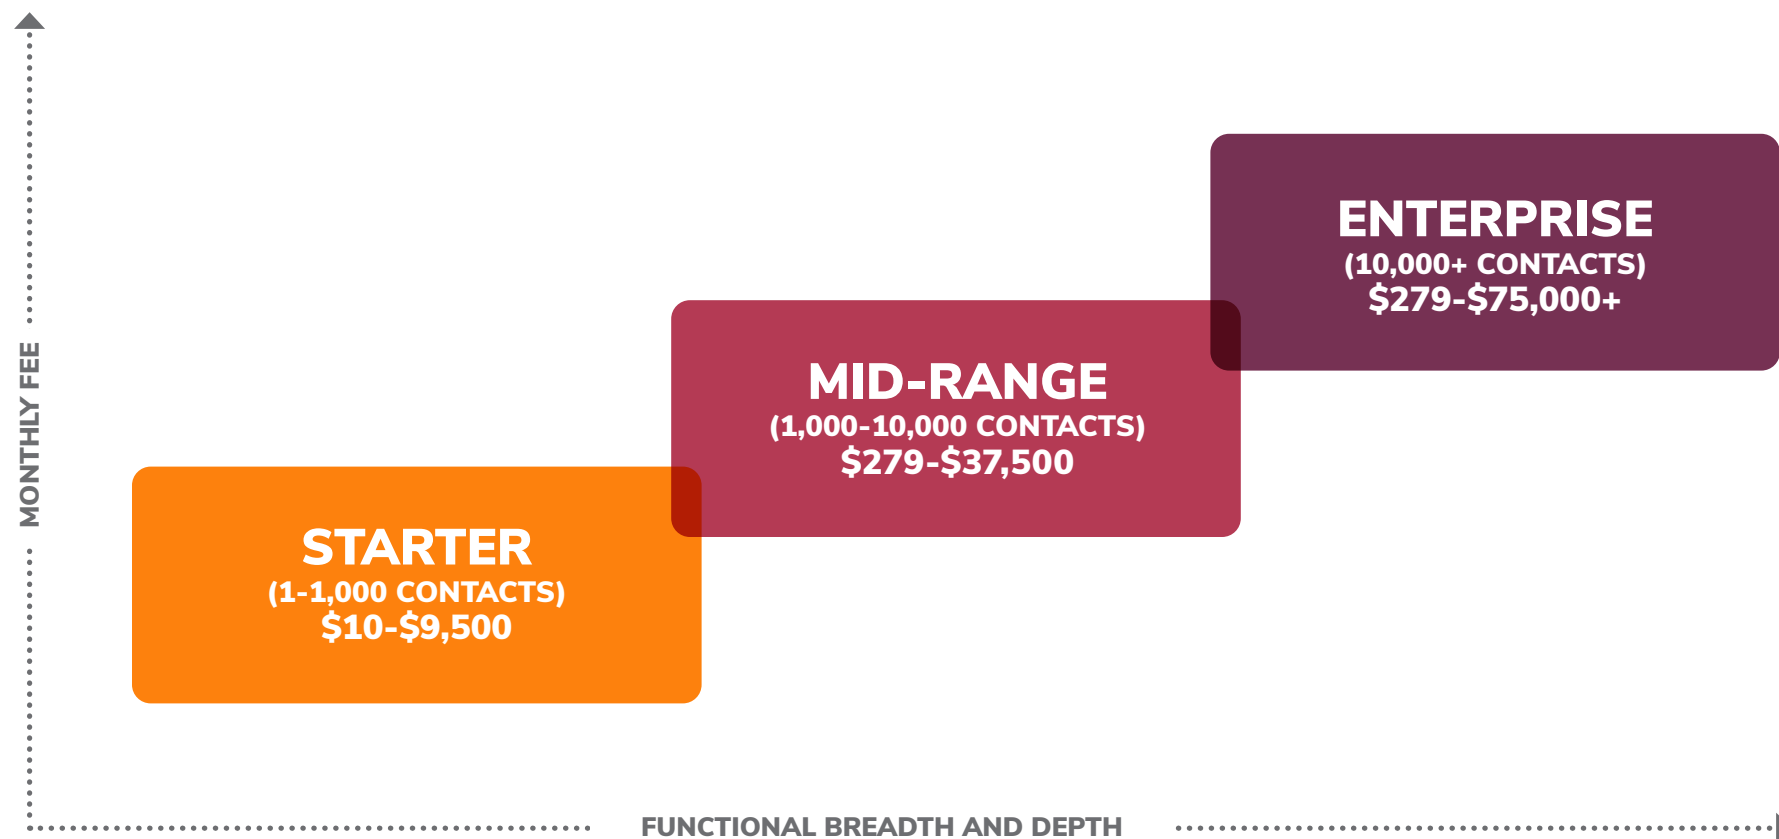 MONTHLY FEE
ENTERPRISE
(10,000+ CONTACTS)
$279-$75,000+
MID-RANGE
(1,000-10,000 CONTACTS)
$279-$37,500
STARTER
(1-1,000 CONTACTS)
$10-$9,500
FUNCTIONAL BREADTH AND DEPTH